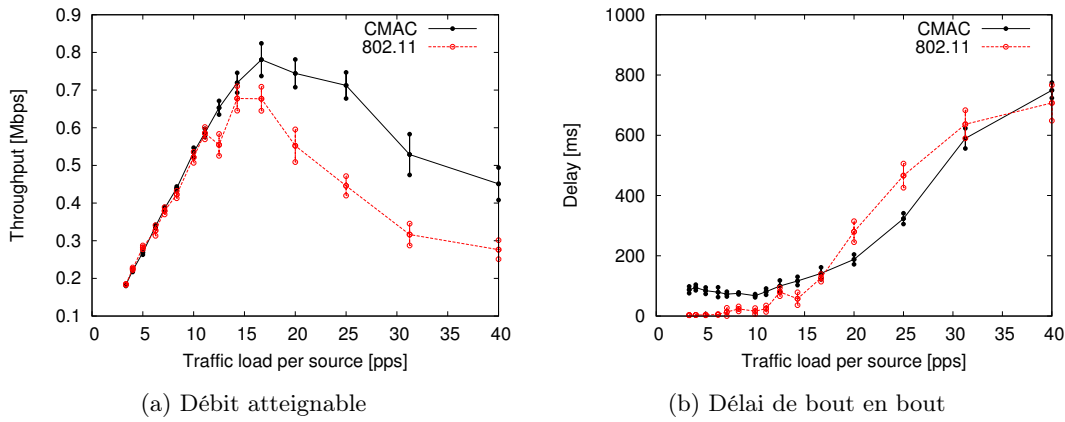 0.9
0.8
0.7
0.6
0.5
0.4
0.3
0.2
0.1
Throughput [Mbps]
CMAC
802.11
0 5 10 15 20 25 30 35 40
Traffic load per source [pps]
(a) Débit atteignable
1000
800
600
400
200
0
Delay [ms]
CMAC
802.11
0 5 10 15 20 25 30 35 40
Traffic load per source [pps]
(b) Délai de bout en bout